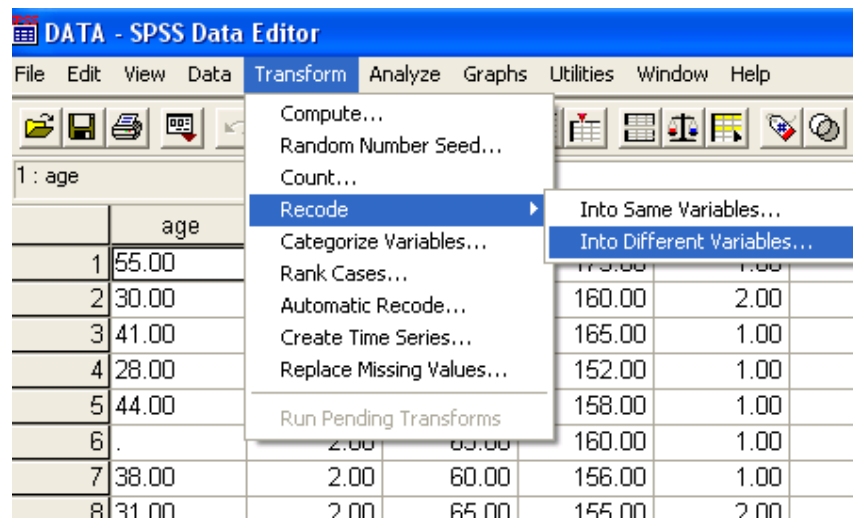 DATA - SPSS Data Editor
File Edit View Data Transform Analyze Graphs Utilities Window Help
1 : age
Compute...
Random Number Seed...
Count...
Recode
Categorize Variables...
Rank Cases...
Automatic Recode...
Create Time Series...
Replace Missing Values...
Run Pending Transforms
Into Same Variables...
Into Different Variables...
age
1 55.00
2 30.00 160.00 2.00
3 41.00 165.00 1.00
4 28.00 152.00 1.00
5 44.00 158.00 1.00
6 . 2.00 160.00 1.00
7 38.00 2.00 60.00 156.00 1.00
8 31.00 2.00 65.00 155.00 2.00